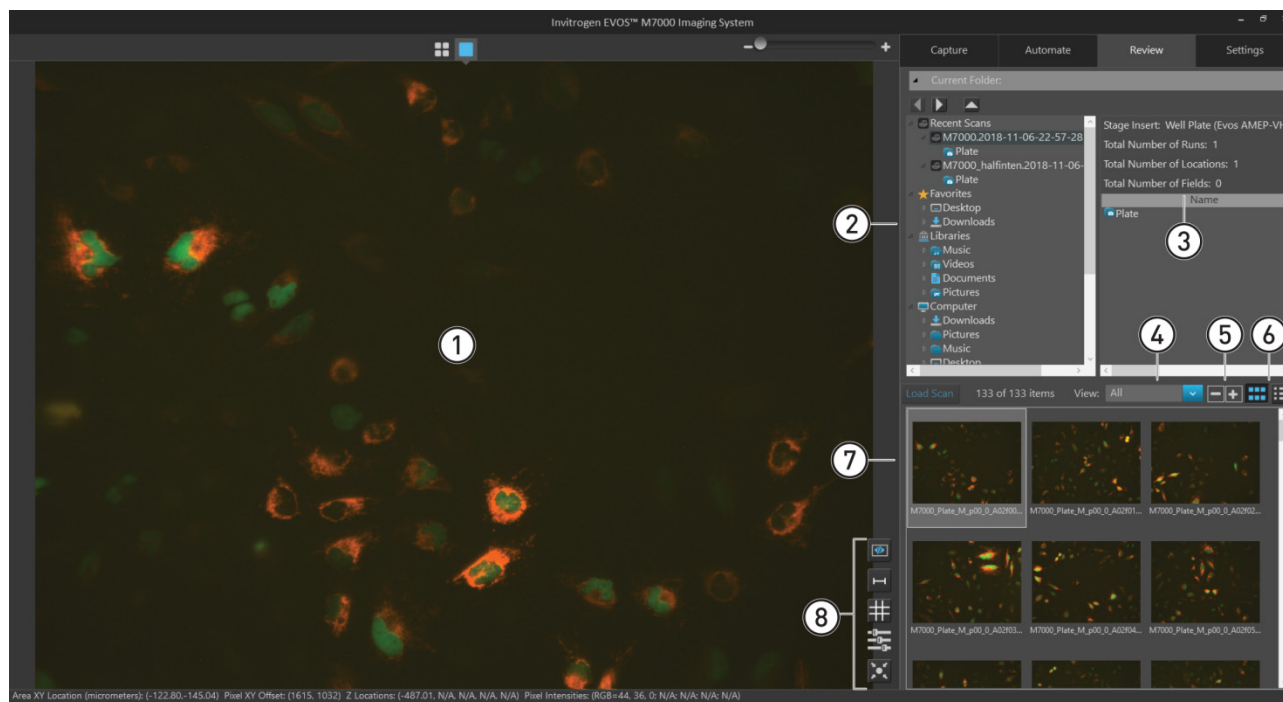 Invitrogen EVOS™ M7000 Imaging System
Capture Automate Review Settings
Current Folder:
Recent Scans
M7000.2018-11-06-22-57-28
Plate
M7000_halfinten.2018-11-06-
Plate
Favorites
Desktop
Downloads
Libraries
Music
Videos
Documents
Pictures
Computer
Downloads
Pictures
Music
Desktop
Stage Insert: Well Plate (Evos AMEP-VH
Total Number of Runs: 1
Total Number of Locations: 1
Total Number of Fields: 0
Name
Plate
1
2
3
4
5
6
Load Scan 133 of 133 items View: All
7
M7000_Plate_M_p00_0_A02f00... M7000_Plate_M_p00_0_A02f01... M7000_Plate_M_p00_0_A02f02...
M7000_Plate_M_p00_0_A02f03... M7000_Plate_M_p00_0_A02f04... M7000_Plate_M_p00_0_A02f05...
8
Area XY Location (micrometers): (-122.80,-145.04) Pixel XY Offset: (1615, 1032) Z Locations: (-487.01, N/A, N/A, N/A, N/A) Pixel Intensities: (RGB=44, 36, 0; N/A; N/A; N/A; N/A)